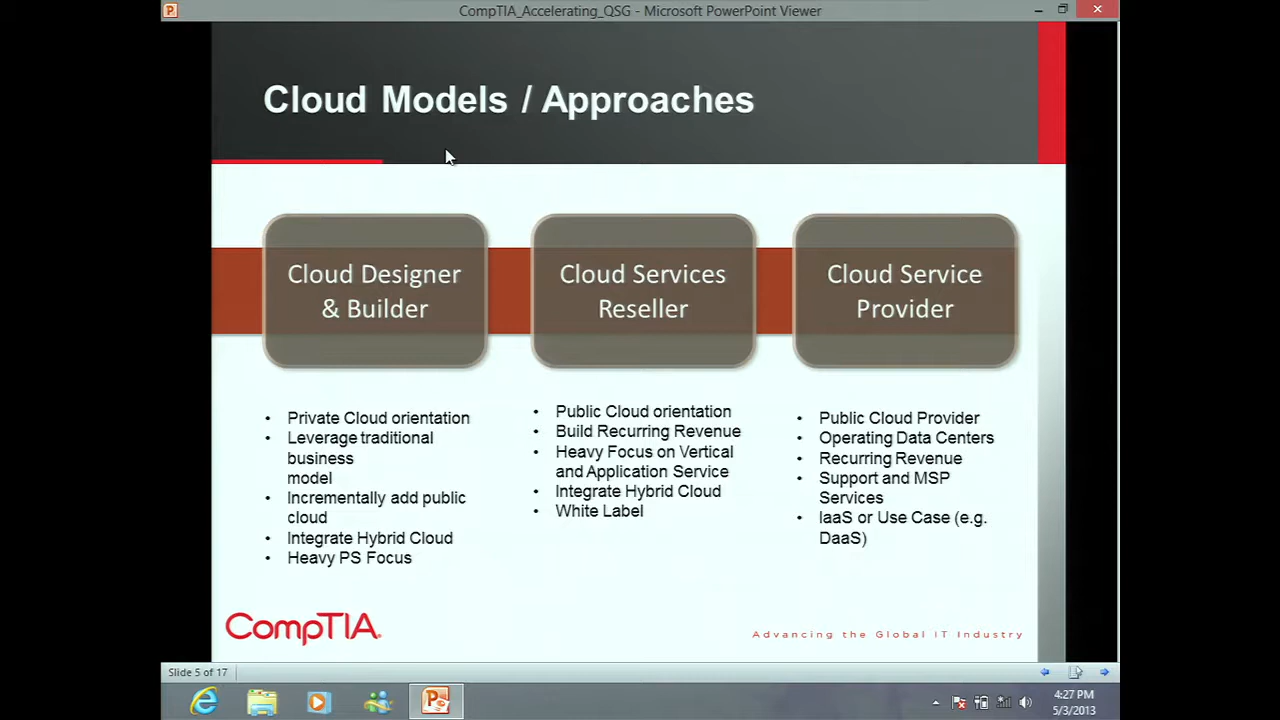 CompTIA_Accelerating_QSG - Microsoft PowerPoint Viewer
Cloud Models / Approaches
Cloud Designer
& Builder
Cloud Services
Reseller
Cloud Service
Provider
• Private Cloud orientation
• Leverage traditional
business
model
• Incrementally add public
cloud
• Integrate Hybrid Cloud
• Heavy PS Focus
• Public Cloud orientation
• Build Recurring Revenue
• Heavy Focus on Vertical
and Application Service
• Integrate Hybrid Cloud
• White Label
• Public Cloud Provider
• Operating Data Centers
• Recurring Revenue
• Support and MSP
Services
• IaaS or Use Case (e.g.
DaaS)
CompTIA®
Advancing the Global IT Industry
Slide 5 of 17
4:27 PM
5/3/2013